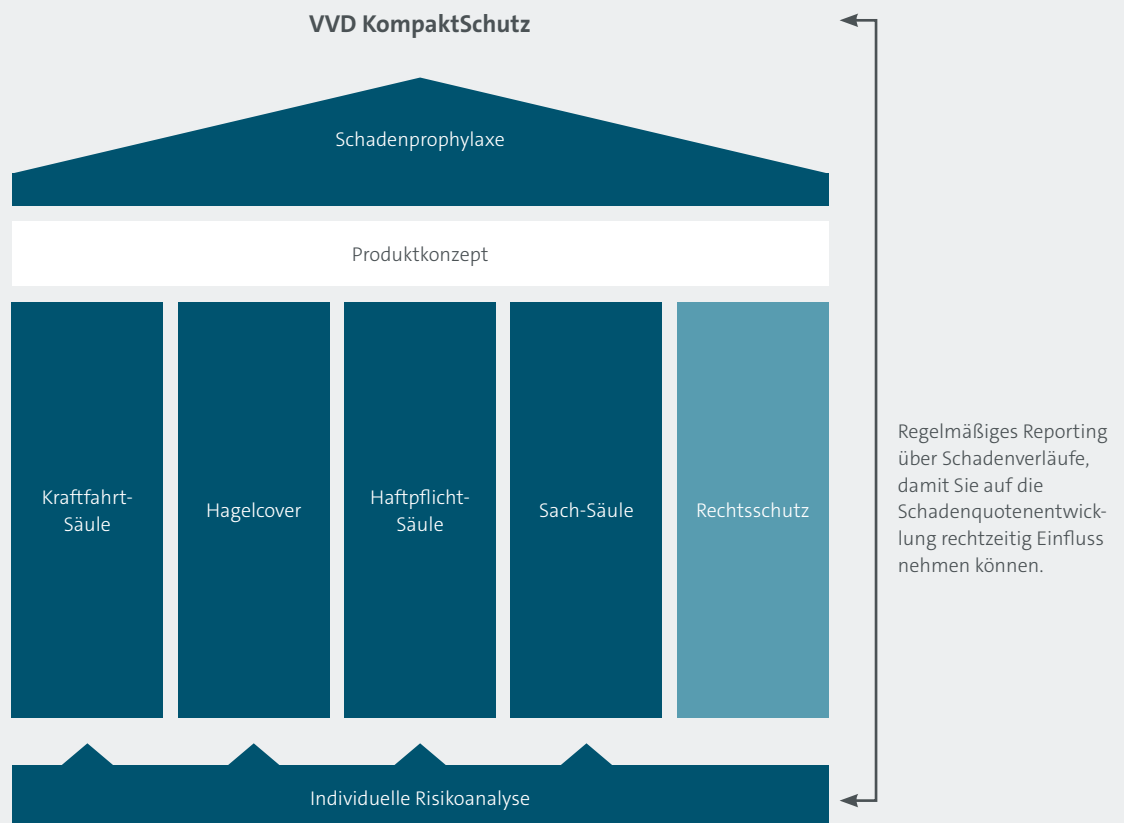 VVD KompaktSchutz
Schadenprophylaxe
Produktkonzept
Kraftfahrt-
Säule
Hagelcover
Haftpflicht-
Säule
Sach-Säule
Rechtsschutz
Regelmäßiges Reporting
über Schadenverläufe,
damit Sie auf die
Schadenquotenentwick-
lung rechtzeitig Einfluss
nehmen können.
Individuelle Risikoanalyse